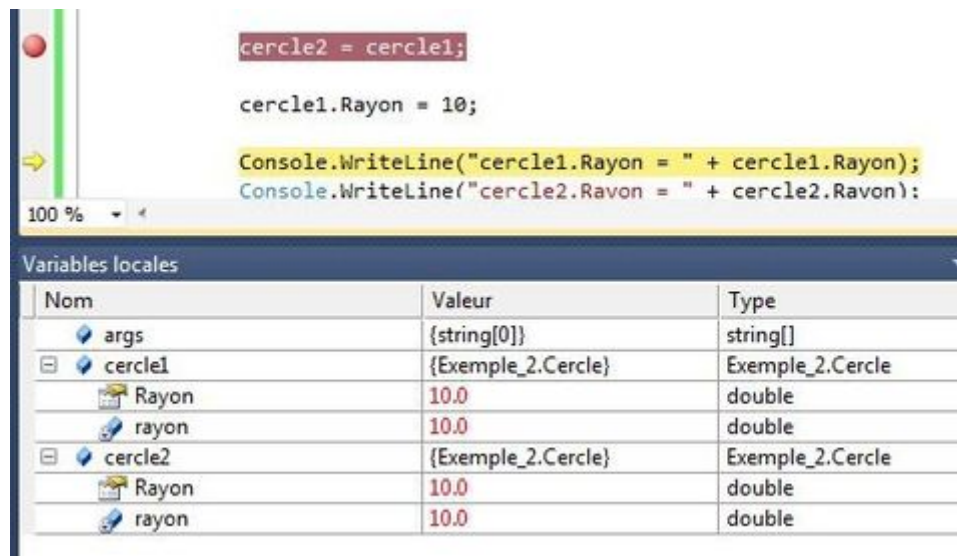 cercle2 = cercle1;
cercle1.Rayon = 10;
Console.WriteLine("cercle1.Rayon = " + cercle1.Rayon);
Console.WriteLine("cercle2.Rayon = " + cercle2.Rayon);
100 %
Variables locales
Nom Valeur Type
args {string[0]} string[]
cercle1 {Exemple_2.Cercle} Exemple_2.Cercle
Rayon 10.0 double
rayon 10.0 double
cercle2 {Exemple_2.Cercle} Exemple_2.Cercle
Rayon 10.0 double
rayon 10.0 double